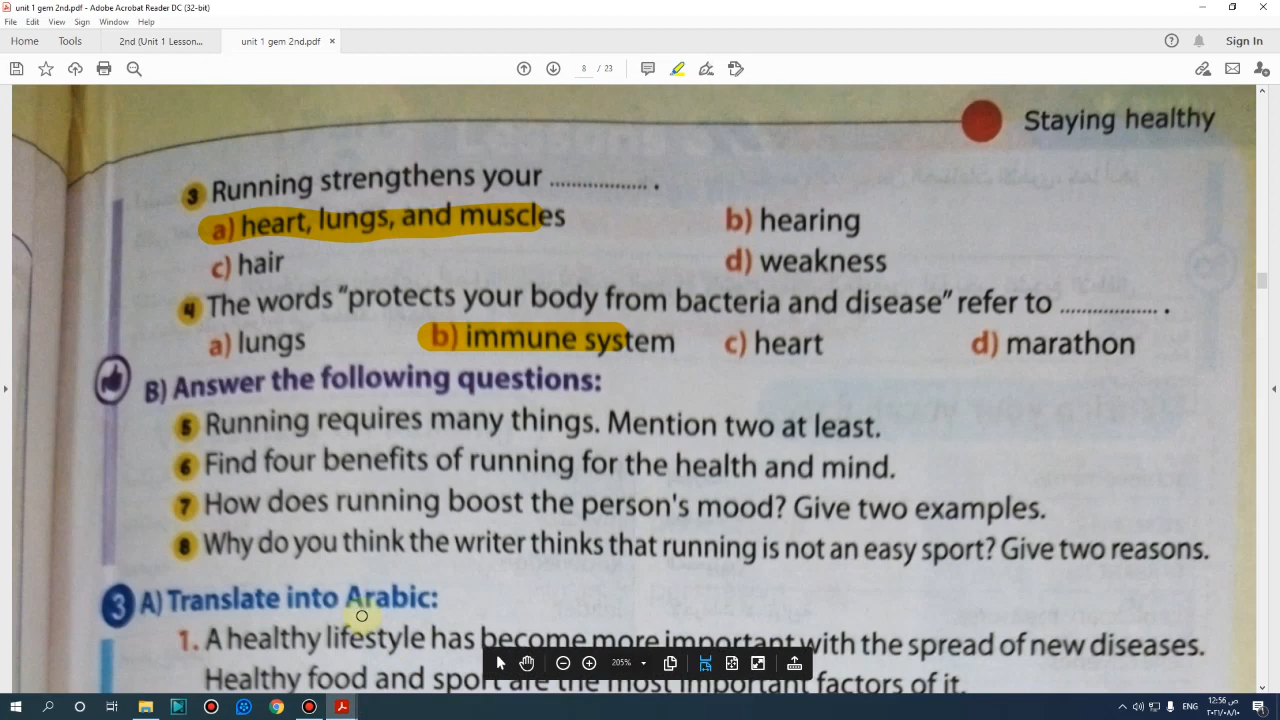 unit 1 gem 2nd.pdf - Adobe Acrobat Reader DC (32-bit)
File Edit View Sign Window Help
Home Tools 2nd (Unit 1 Lesson... unit 1 gem 2nd.pdf × Sign In
8 / 23
Staying healthy
3 Running strengthens your .................. .
a) heart, lungs, and muscles b) hearing
c) hair d) weakness
4 The words "protects your body from bacteria and disease" refer to .................. .
a) lungs b) immune system c) heart d) marathon
B) Answer the following questions:
5 Running requires many things. Mention two at least.
6 Find four benefits of running for the health and mind.
7 How does running boost the person's mood? Give two examples.
8 Why do you think the writer thinks that running is not an easy sport? Give two reasons.
3 A) Translate into Arabic:
1. A healthy lifestyle has become more important with the spread of new diseases.
Healthy food and sport are the most important factors of it.
205%
ENG 12:56 ص
٢٠٢١/٠٨/١٠